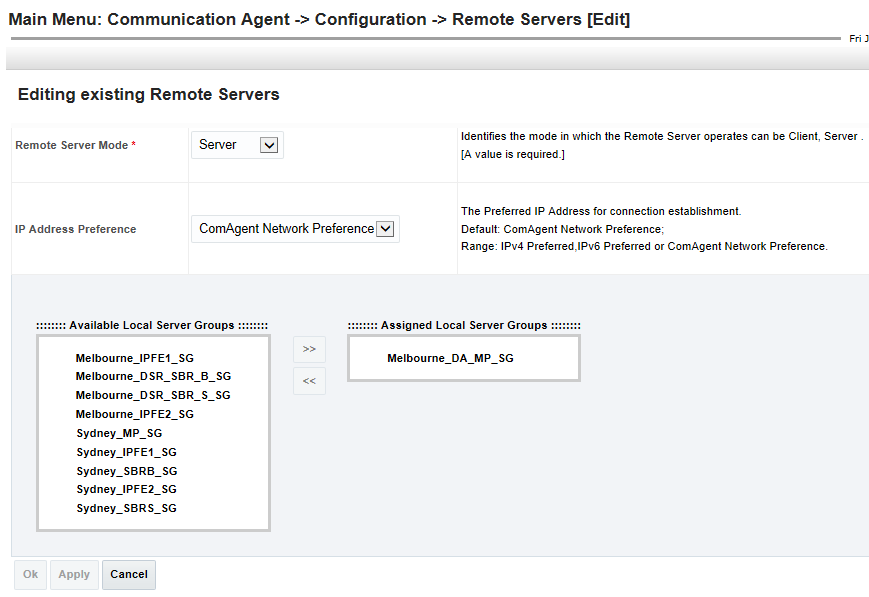 Main Menu: Communication Agent -> Configuration -> Remote Servers [Edit]
Fri J
Editing existing Remote Servers
Remote Server Mode *
Server
Identifies the mode in which the Remote Server operates can be Client, Server .
[A value is required.]
IP Address Preference
ComAgent Network Preference
The Preferred IP Address for connection establishment.
Default: ComAgent Network Preference;
Range: IPv4 Preferred,IPv6 Preferred or ComAgent Network Preference.
:::::::: Available Local Server Groups ::::::::
Melbourne_IPFE1_SG
Melbourne_DSR_SBR_B_SG
Melbourne_DSR_SBR_S_SG
Melbourne_IPFE2_SG
Sydney_MP_SG
Sydney_IPFE1_SG
Sydney_SBRB_SG
Sydney_IPFE2_SG
Sydney_SBRS_SG
>>
<<
:::::::: Assigned Local Server Groups ::::::::
Melbourne_DA_MP_SG
Ok
Apply
Cancel